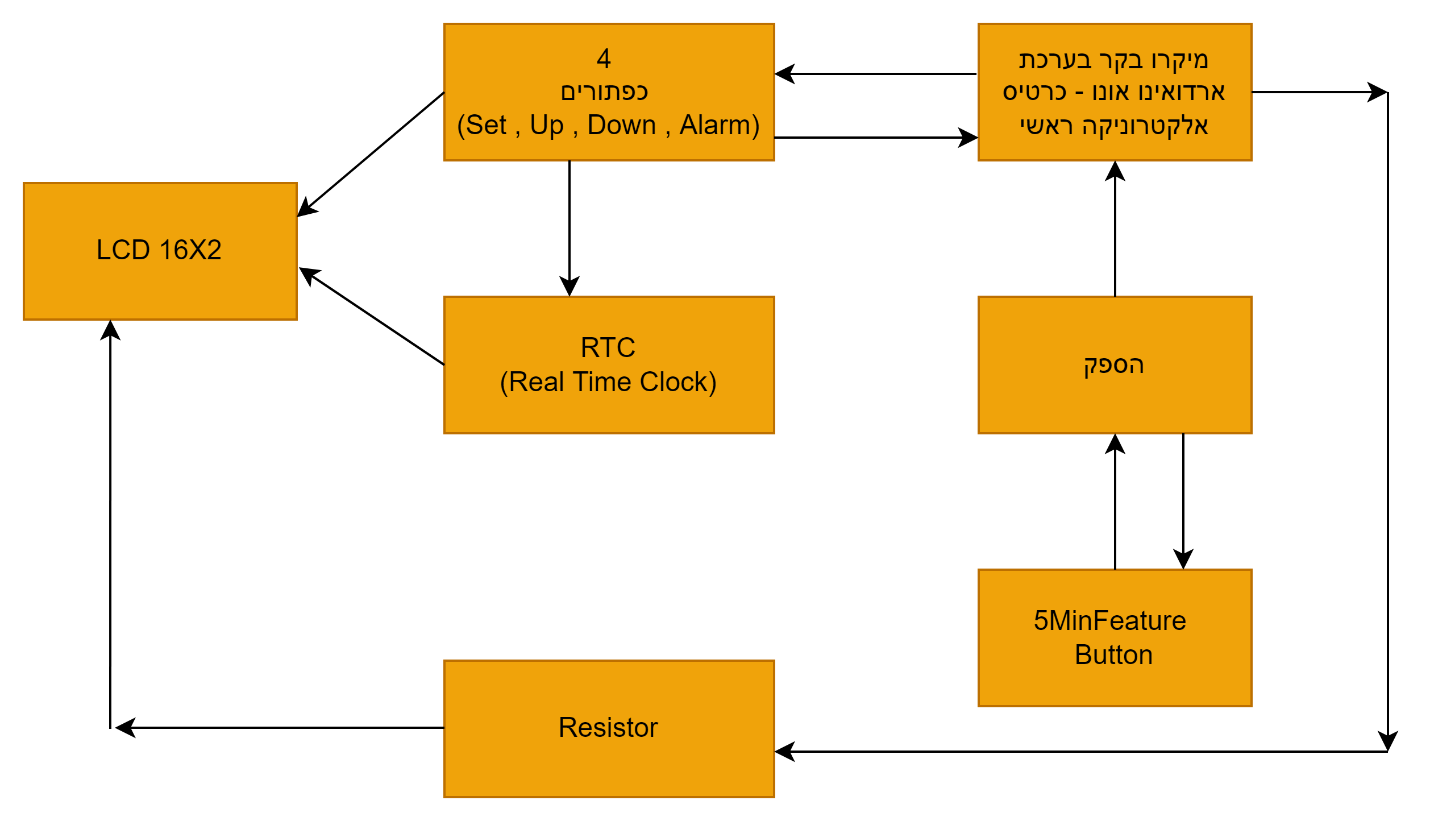 4
כפתורים
(Set , Up , Down , Alarm)
מיקרו בקר בערכת
ארדואינו אונו - כרטיס
אלקטרוניקה ראשי
LCD 16X2
RTC
(Real Time Clock)
הספק
5MinFeature
Button
Resistor